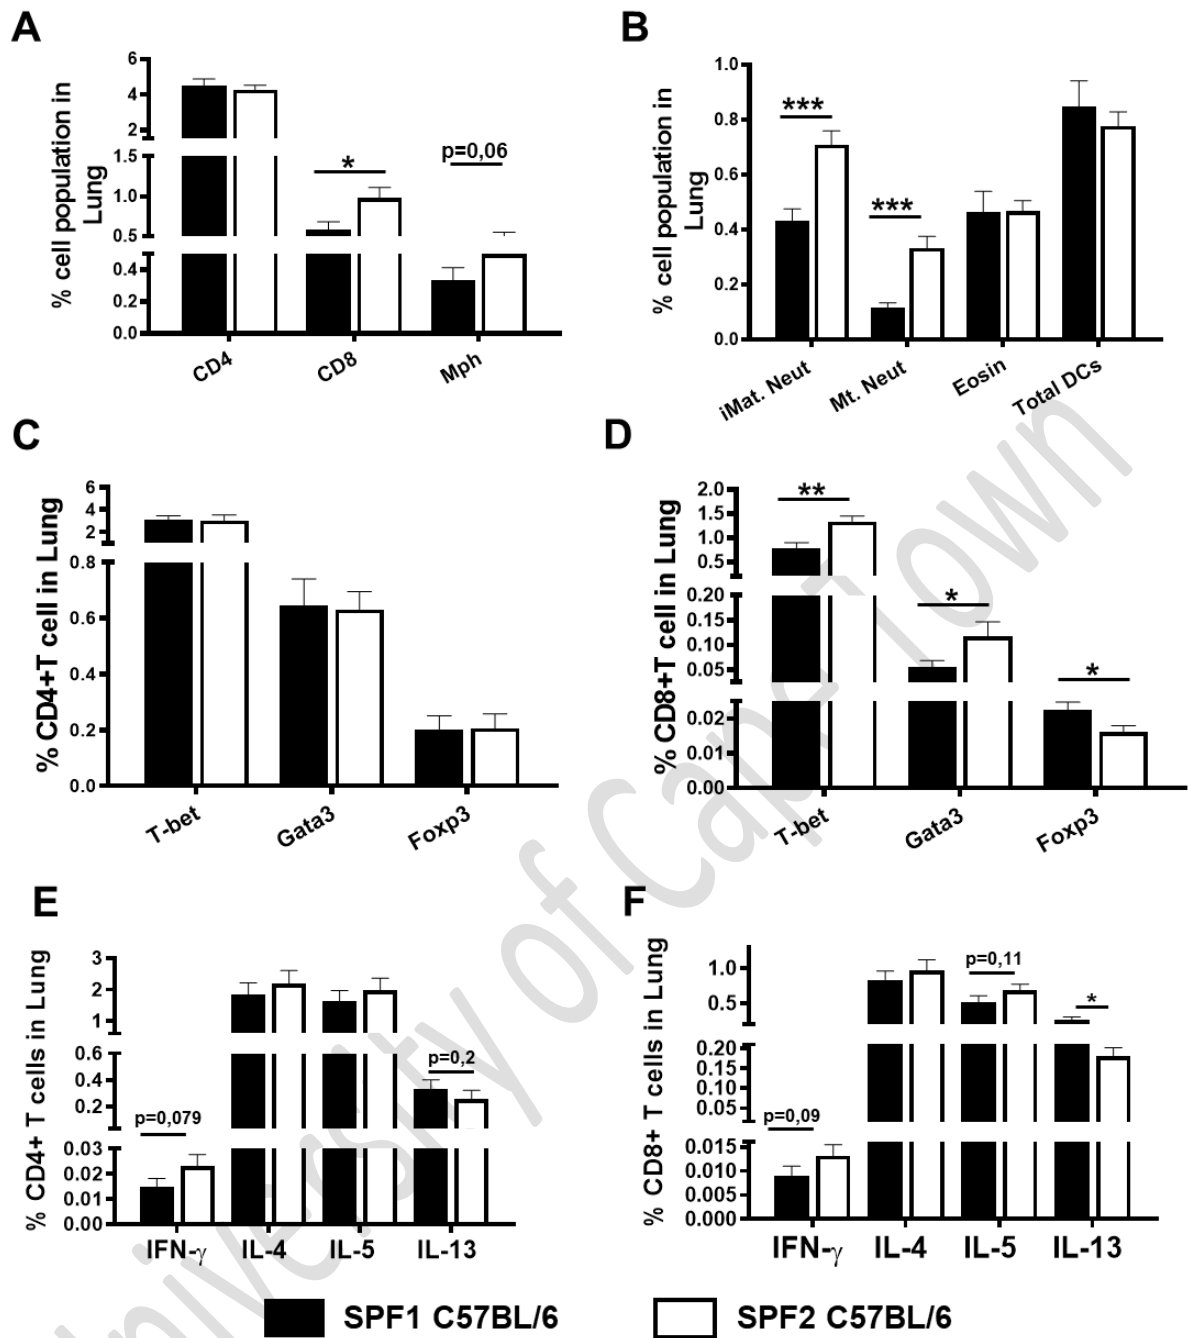 A
% cell population in
Lung
6
4
2
1.5
1.0
0.5
0.4
0.2
0.0
*
p=0,06
CD4
CD8
Mph
B
% cell population in
Lung
1.0
0.8
0.6
0.4
0.2
0.0
***
***
iMat. Neut
Mt. Neut
Eosin
Total DCs
C
% CD4+T cell in Lung
6
4
2
0.8
0.6
0.4
0.2
0.0
T-bet
Gata3
Foxp3
D
% CD8+T cell in Lung
2.0
1.5
1.0
0.5
0.20
0.15
0.10
0.05
0.02
0.01
0.00
**
*
*
T-bet
Gata3
Foxp3
E
% CD4+ T cells in Lung
3
2
1
0.6
0.4
0.2
0.03
0.02
0.01
0.00
p=0,079
p=0,2
IFN-γ
IL-4
IL-5
IL-13
F
% CD8+ T cells in Lung
1.0
0.5
0.20
0.15
0.10
0.05
0.015
0.010
0.005
0.000
p=0,09
p=0,11
*
IFN-γ
IL-4
IL-5
IL-13
SPF1 C57BL/6
SPF2 C57BL/6
University of Cape Town